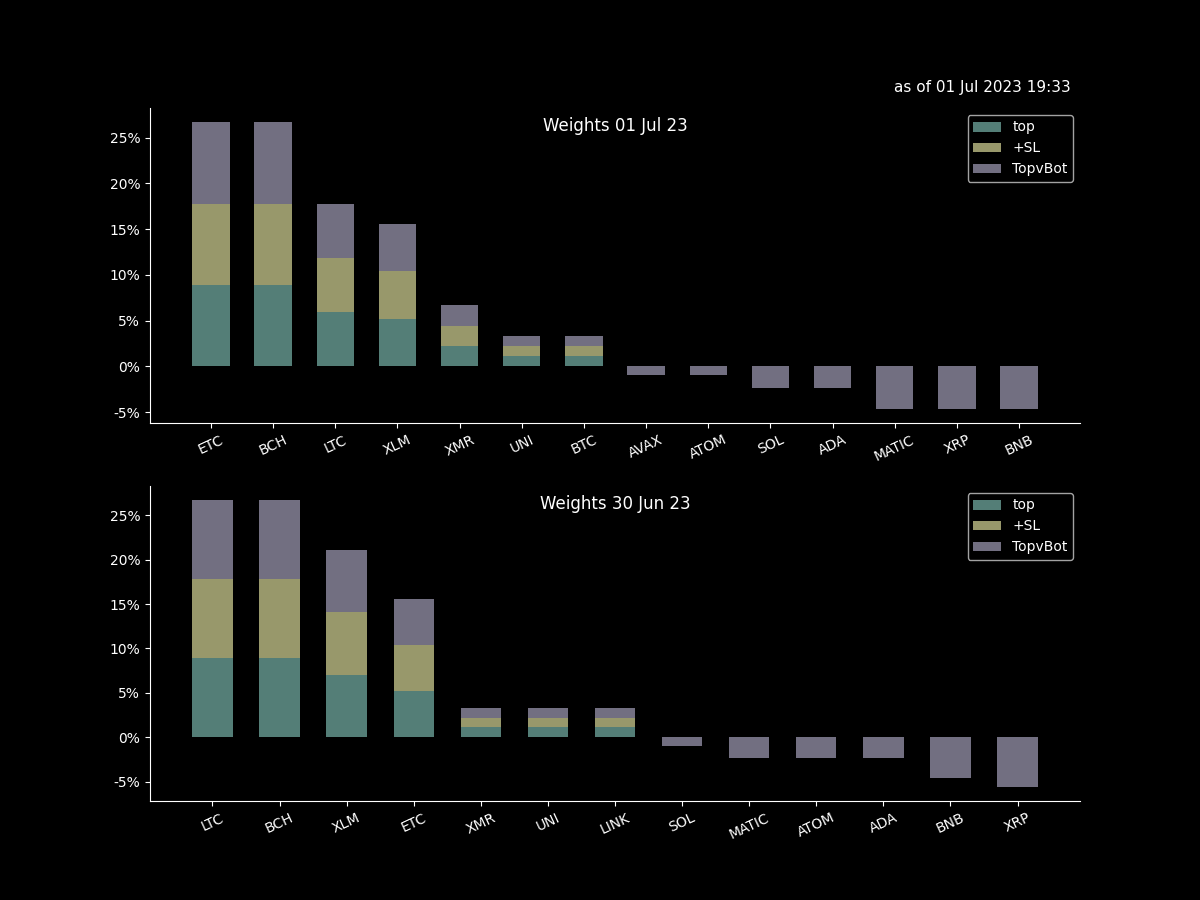 as of 01 Jul 2023 19:33
Weights 01 Jul 23
top
+SL
TopvBot
25%
20%
15%
10%
5%
0%
-5%
ETC BCH LTC XLM XMR UNI BTC AVAX ATOM SOL ADA MATIC XRP BNB
Weights 30 Jun 23
top
+SL
TopvBot
25%
20%
15%
10%
5%
0%
-5%
LTC BCH XLM ETC XMR UNI LINK SOL MATIC ATOM ADA BNB XRP